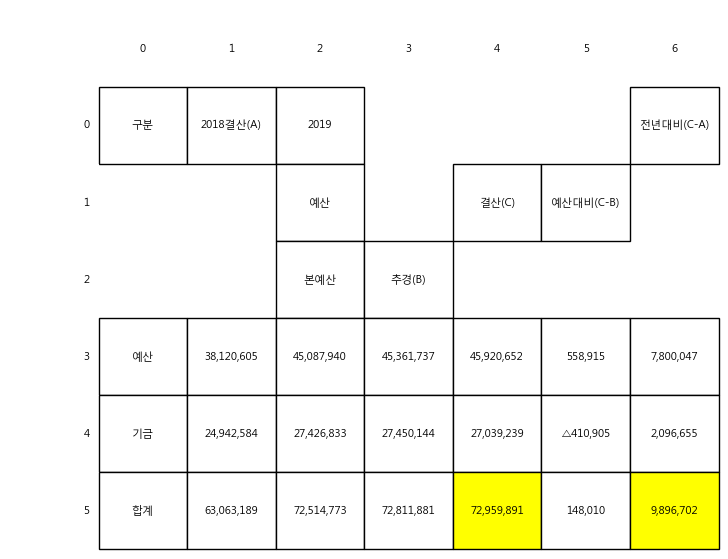 0 1 2 3 4 5 6
0 구분 2018결산(A) 2019 전년대비(C-A)
1 예산 결산(C) 예산대비(C-B)
2 본예산 추경(B)
3 예산 38,120,605 45,087,940 45,361,737 45,920,652 558,915 7,800,047
4 기금 24,942,584 27,426,833 27,450,144 27,039,239 △410,905 2,096,655
5 합계 63,063,189 72,514,773 72,811,881 72,959,891 148,010 9,896,702